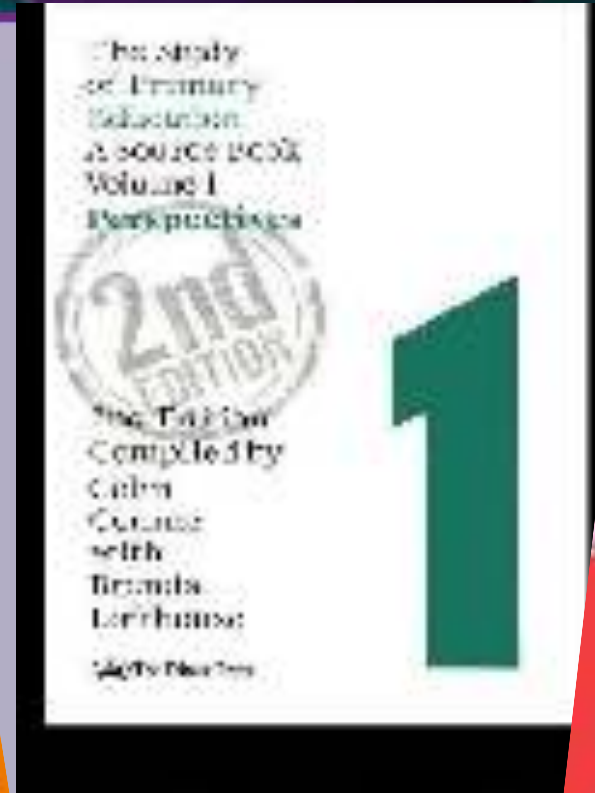 The Study
of Primary
Education
A Source Book
Volume 1
Perspectives
2nd
EDITION
2nd Edition
Compiled by
Colin
with
Brenda
Lofthouse
1